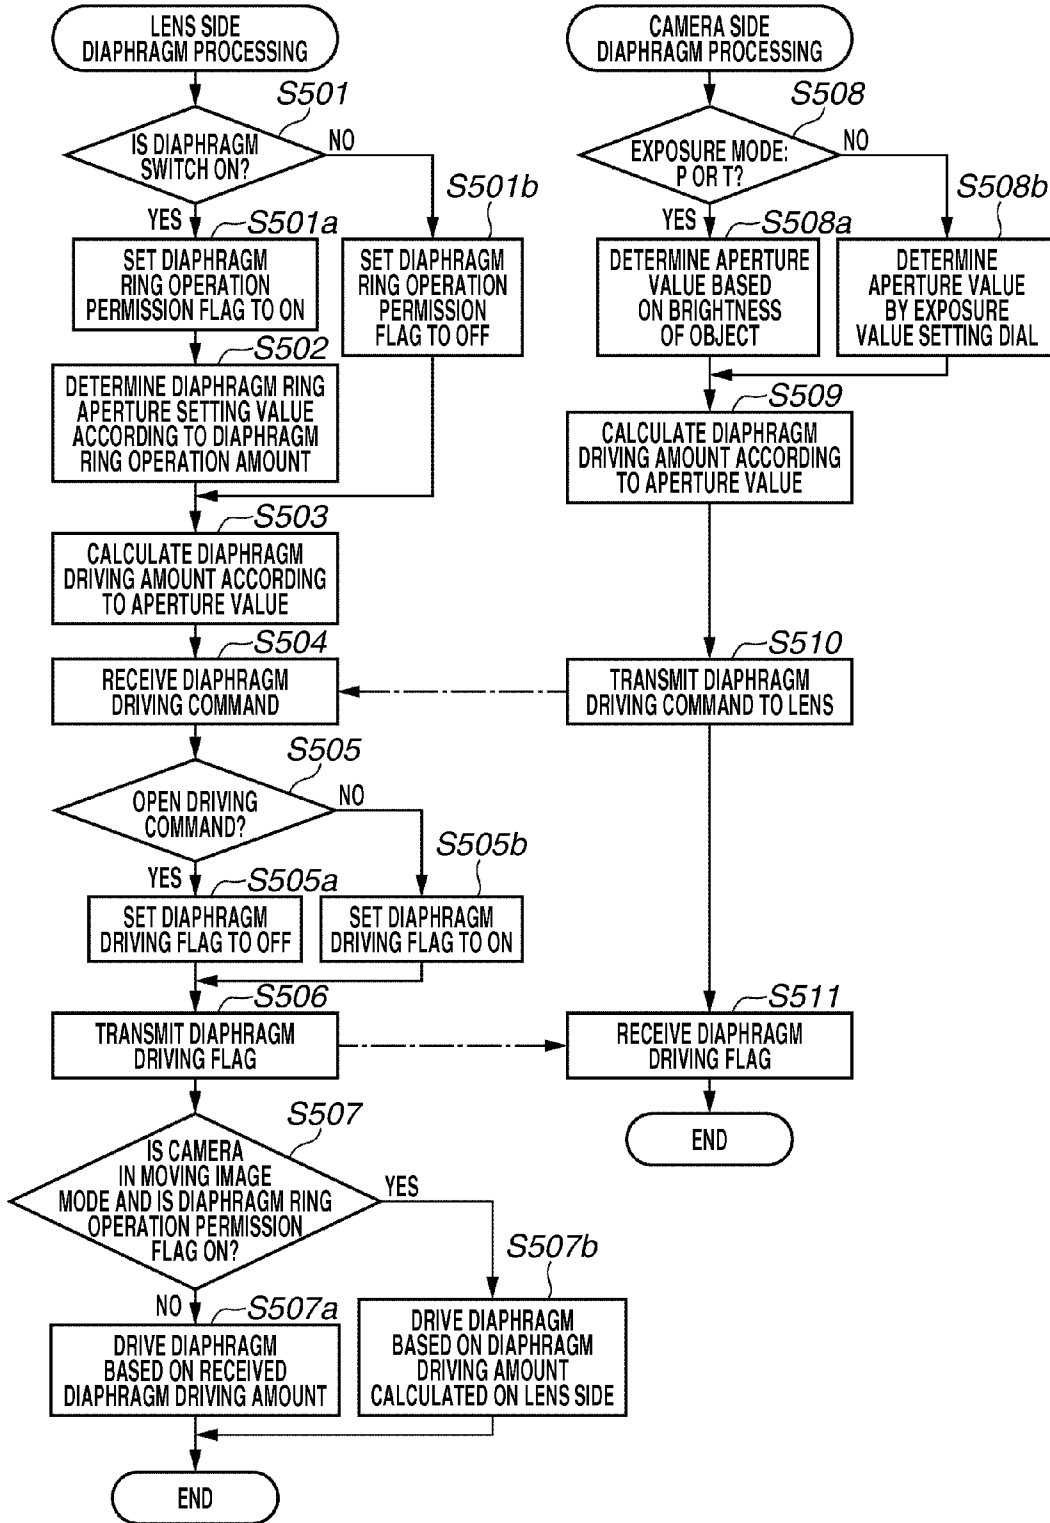 LENS SIDE
DIAPHRAGM PROCESSING
S501
IS DIAPHRAGM
SWITCH ON?
NO
YES
S501a
SET DIAPHRAGM
RING OPERATION
PERMISSION FLAG TO ON
S501b
SET DIAPHRAGM
RING OPERATION
PERMISSION
FLAG TO OFF
S502
DETERMINE DIAPHRAGM RING
APERTURE SETTING VALUE
ACCORDING TO DIAPHRAGM
RING OPERATION AMOUNT
S503
CALCULATE DIAPHRAGM
DRIVING AMOUNT ACCORDING
TO APERTURE VALUE
S504
RECEIVE DIAPHRAGM
DRIVING COMMAND
S505
OPEN DRIVING
COMMAND?
NO
YES
S505a
SET DIAPHRAGM
DRIVING FLAG TO OFF
S505b
SET DIAPHRAGM
DRIVING FLAG TO ON
S506
TRANSMIT DIAPHRAGM
DRIVING FLAG
S507
IS CAMERA
IN MOVING IMAGE
MODE AND IS DIAPHRAGM RING
OPERATION PERMISSION
FLAG ON?
YES
NO
S507a
DRIVE DIAPHRAGM
BASED ON RECEIVED
DIAPHRAGM DRIVING AMOUNT
S507b
DRIVE DIAPHRAGM
BASED ON DIAPHRAGM
DRIVING AMOUNT
CALCULATED ON LENS SIDE
END
CAMERA SIDE
DIAPHRAGM PROCESSING
S508
EXPOSURE MODE:
P OR T?
NO
YES
S508a
DETERMINE APERTURE
VALUE BASED
ON BRIGHTNESS
OF OBJECT
S508b
DETERMINE
APERTURE VALUE
BY EXPOSURE
VALUE SETTING DIAL
S509
CALCULATE DIAPHRAGM
DRIVING AMOUNT ACCORDING
TO APERTURE VALUE
S510
TRANSMIT DIAPHRAGM
DRIVING COMMAND TO LENS
S511
RECEIVE DIAPHRAGM
DRIVING FLAG
END